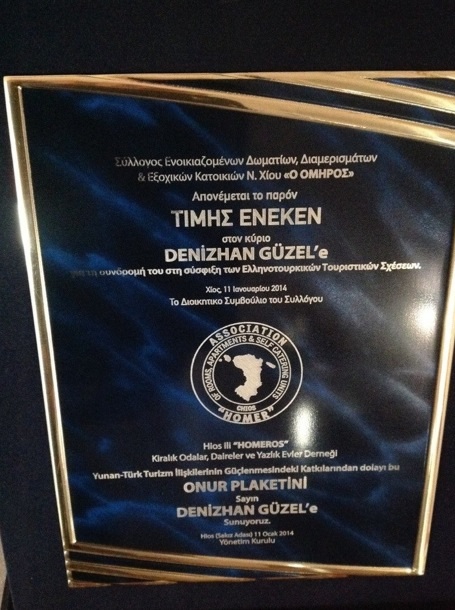 Σύλλογος Ενοικιαζομένων Δωματίων, Διαμερισμάτων
& Εξοχικών Κατοικιών Ν. Χίου «Ο ΟΜΗΡΟΣ»
Απονέμεται το παρόν
ΤΙΜΗΣ ΕΝΕΚΕΝ
στον κύριο
DENİZHAN GÜZEL'e
για τη συνδρομή του στη σύσφιξη των Ελληνοτουρκικών Τουριστικών Σχέσεων.
Χίος, 11 Ιανουαρίου 2014
Το Διοικητικό Συμβούλιο του Συλλόγου
ASSOCIATION
OF ROOMS, APARTMENTS & SELF CATERING UNITS
CHIOS
"HOMER"
Hios ili "HOMEROS"
Kiralık Odalar, Daireler ve Yazlık Evler Derneği
Yunan-Türk Turizm İlişkilerinin Güçlenmesindeki Katkılarından dolayı bu
ONUR PLAKETİNİ
Sayın
DENİZHAN GÜZEL'e
Sunuyoruz.
Hios (Sakız Adası) 11 Ocak 2014
Yönetim Kurulu